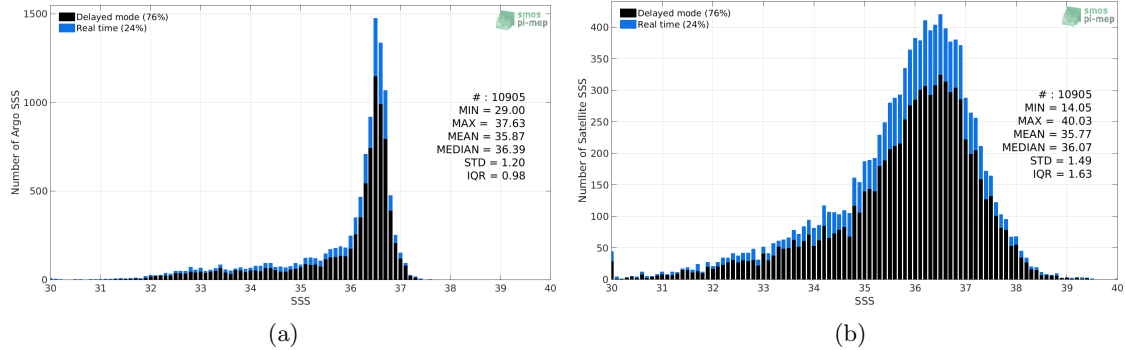 Delayed mode (76%)
Real time (24%)
smos
pi-mep
1500
1000
500
0
Number of Argo SSS
# : 10905
MIN = 29.00
MAX = 37.63
MEAN = 35.87
MEDIAN = 36.39
STD = 1.20
IQR = 0.98
30 31 32 33 34 35 36 37 38 39 40
SSS
(a)
Delayed mode (76%)
Real time (24%)
smos
pi-mep
400
350
300
250
200
150
100
50
0
Number of Satellite SSS
# : 10905
MIN = 14.05
MAX = 40.03
MEAN = 35.77
MEDIAN = 36.07
STD = 1.49
IQR = 1.63
30 31 32 33 34 35 36 37 38 39 40
SSS
(b)